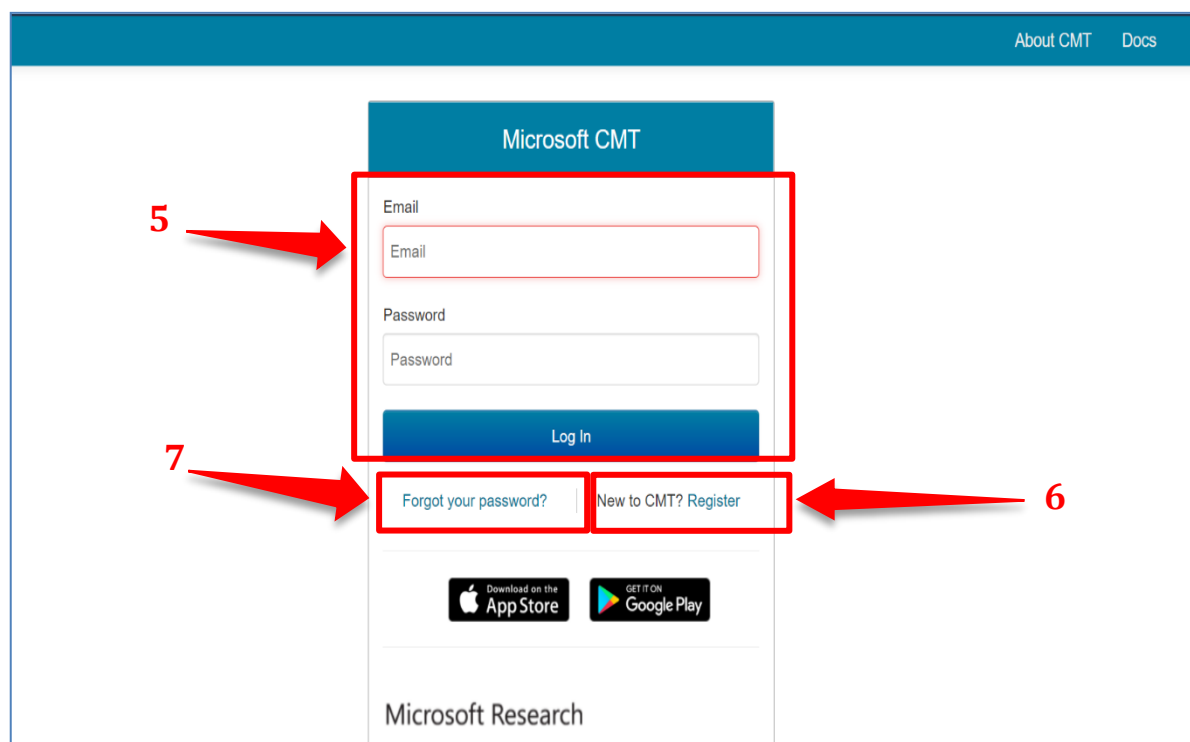 About CMT Docs
Microsoft CMT
Email
5
Email
Password
Password
Log In
7
Forgot your password? New to CMT? Register
6
Download on the
App Store
GET IT ON
Google Play
Microsoft Research